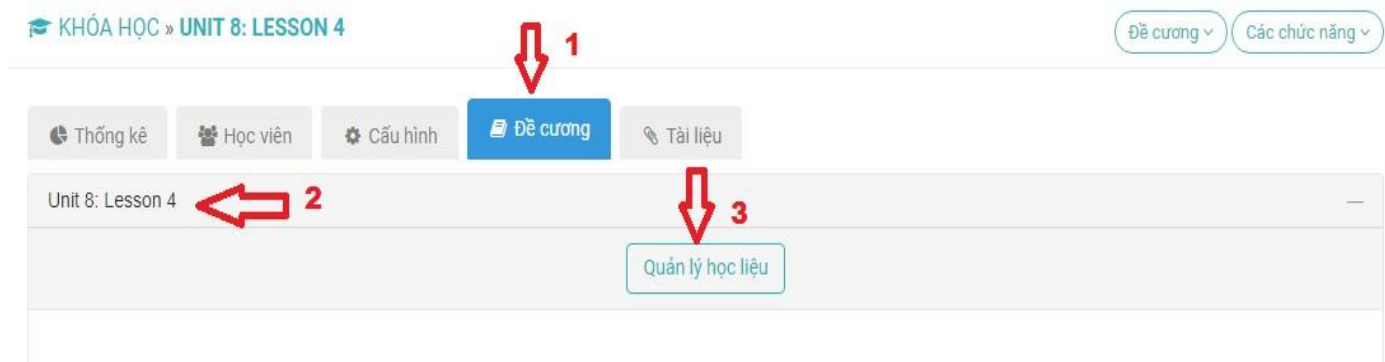 KHÓA HỌC » UNIT 8: LESSON 4
Đề cương
Các chức năng
1
Thống kê
Học viên
Cấu hình
Đề cương
Tài liệu
Unit 8: Lesson 4
2
3
Quản lý học liệu